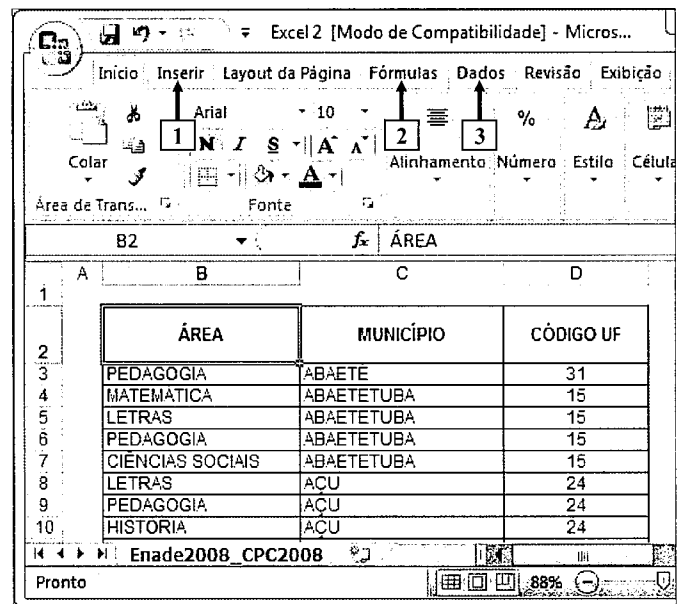 Excel 2 [Modo de Compatibilidade] - Micros...
Início Inserir Layout da Página Fórmulas Dados Revisão Exibição
Arial 10 %
1 2 3
N I S A A
Colar Alinhamento Número Estilo Célula
A
Área de Trans... Fonte
B2 fx ÁREA
A B C D
1
2 ÁREA MUNICÍPIO CÓDIGO UF
3 PEDAGOGIA ABAETE 31
4 MATEMATICA ABAETETUBA 15
5 LETRAS ABAETETUBA 15
6 PEDAGOGIA ABAETETUBA 15
7 CIÊNCIAS SOCIAIS ABAETETUBA 15
8 LETRAS AÇU 24
9 PEDAGOGIA AÇU 24
10 HISTORIA AÇU 24
Enade2008_CPC2008
Pronto 88%